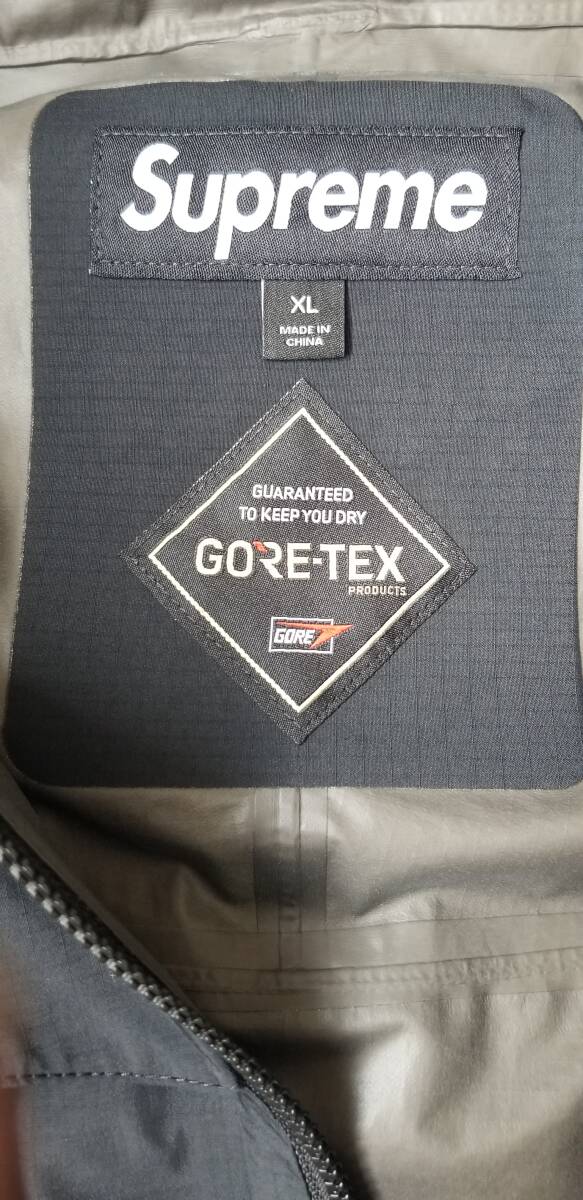 Supreme
XL
MADE IN
CHINA
GUARANTEED
TO KEEP YOU DRY
GORE-TEX
PRODUCTS
GORE